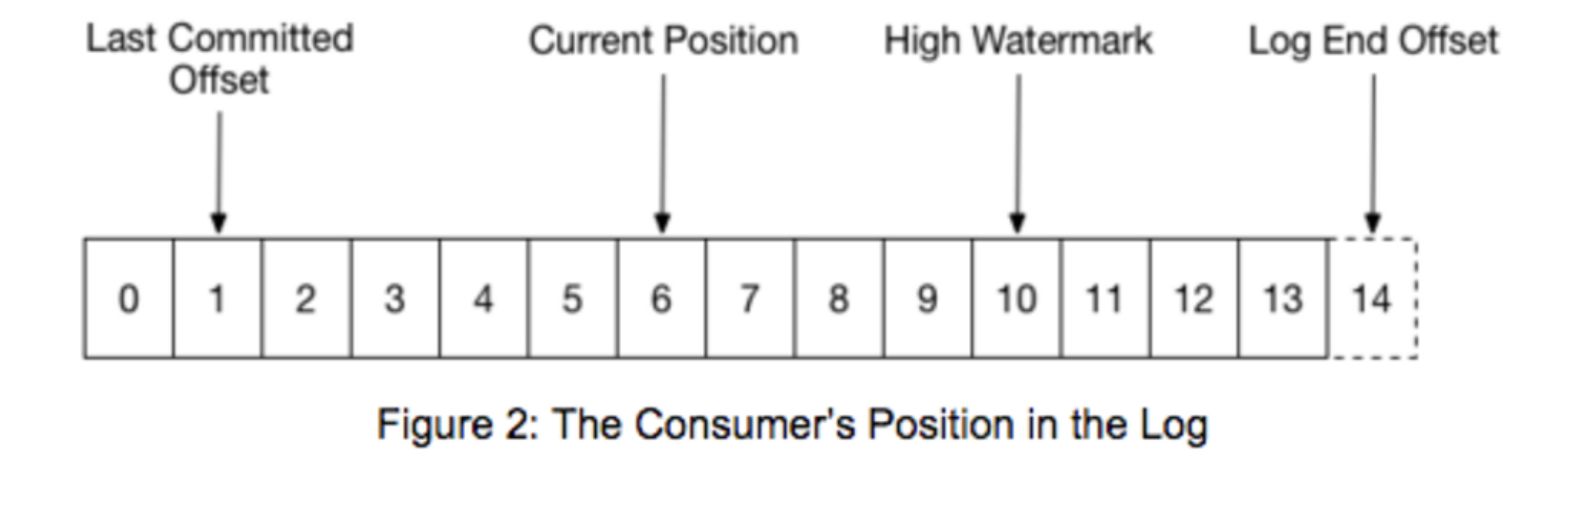 Last Committed
Offset
Current Position
High Watermark
Log End Offset
0 1 2 3 4 5 6 7 8 9 10 11 12 13 14
Figure 2: The Consumer's Position in the Log